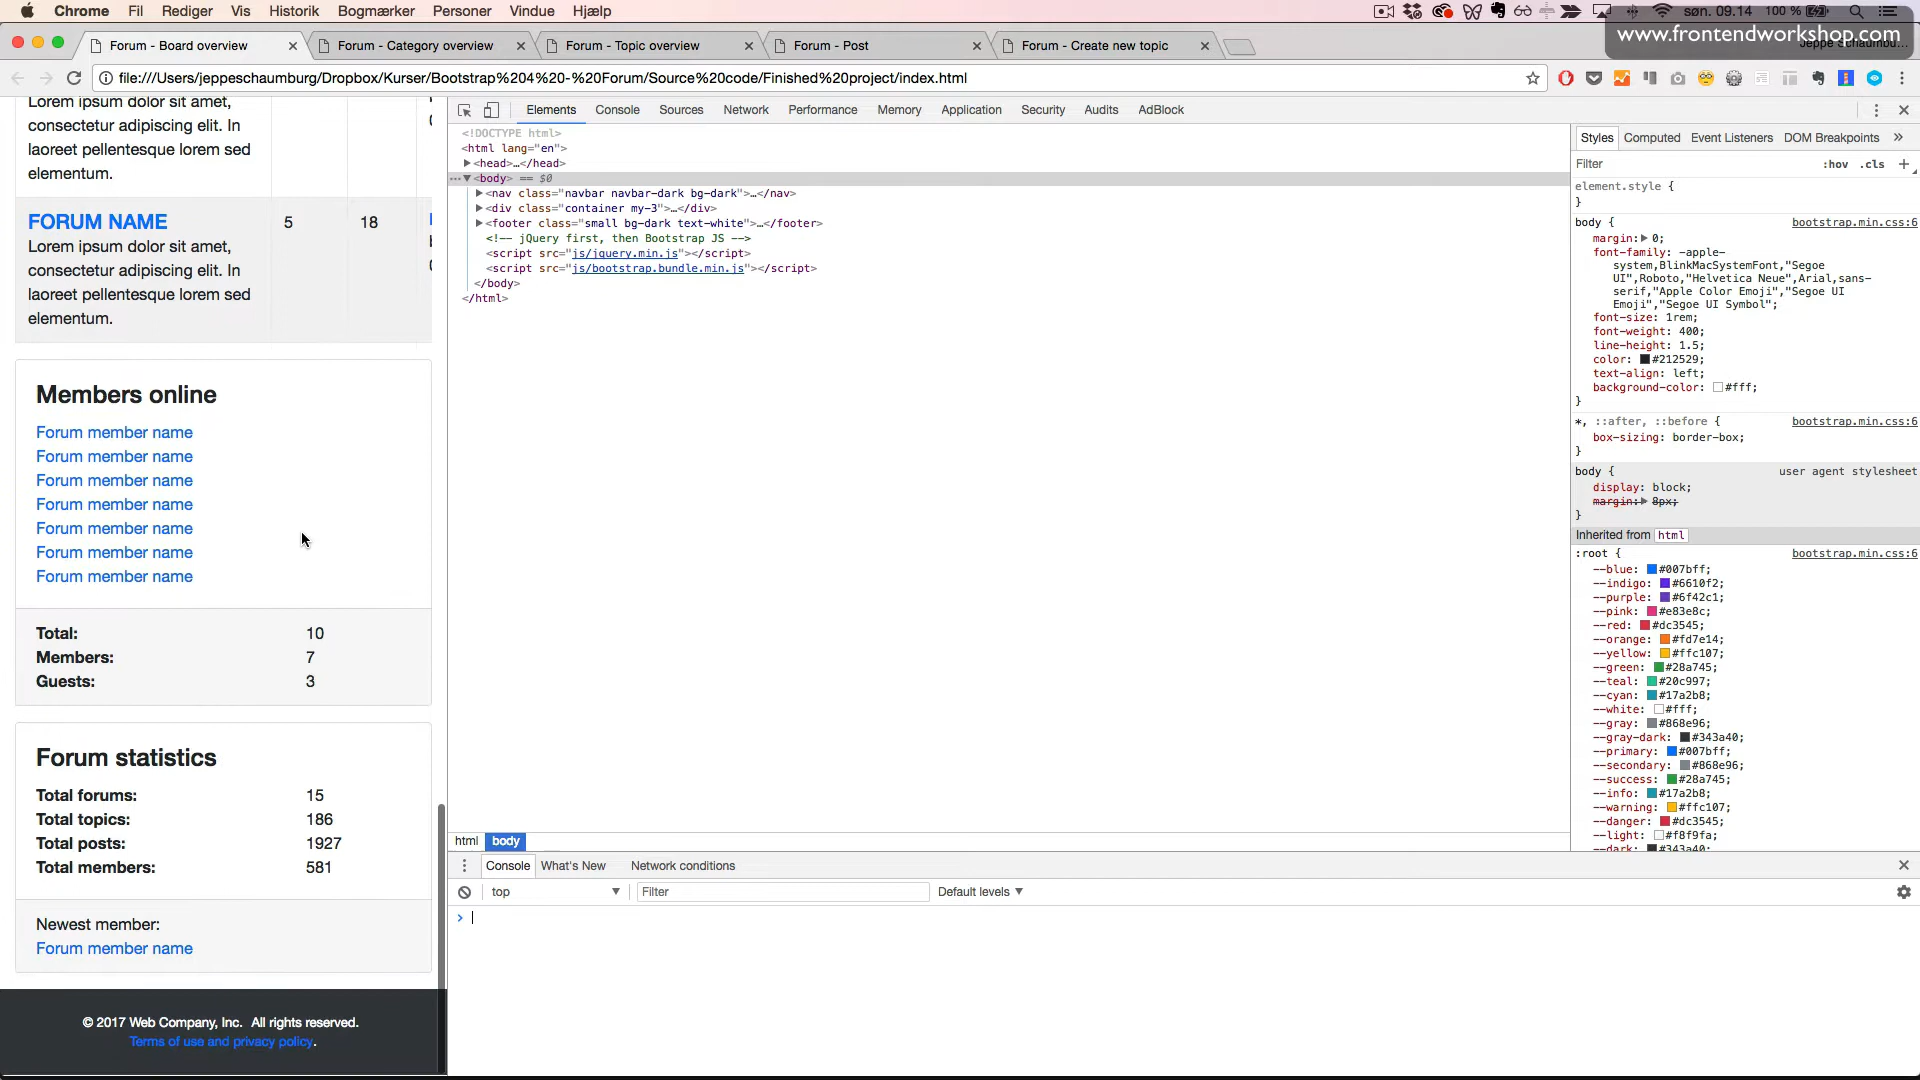 Chrome Fil Rediger Vis Historik Bogmærker Personer Vindue Hjælp søn. 09.14 100 %
www.frontendworkshop.com
Forum - Board overview Forum - Category overview Forum - Topic overview Forum - Post Forum - Create new topic
file:///Users/jeppeschaumburg/Dropbox/Kurser/Bootstrap%204%20-%20Forum/Source%20code/Finished%20project/index.html
Lorem ipsum dolor sit amet,
consectetur adipiscing elit. In
laoreet pellentesque lorem sed
elementum.
FORUM NAME 5 18
Lorem ipsum dolor sit amet,
consectetur adipiscing elit. In
laoreet pellentesque lorem sed
elementum.
Members online
Forum member name
Forum member name
Forum member name
Forum member name
Forum member name
Forum member name
Forum member name
Total: 10
Members: 7
Guests: 3
Forum statistics
Total forums: 15
Total topics: 186
Total posts: 1927
Total members: 581
Newest member:
Forum member name
© 2017 Web Company, Inc. All rights reserved.
Terms of use and privacy policy.
Elements Console Sources Network Performance Memory Application Security Audits AdBlock
<!DOCTYPE html>
<html lang="en">
<head>…</head>
<body> == $0
<nav class="navbar navbar-dark bg-dark">…</nav>
<div class="container my-3">…</div>
<footer class="small bg-dark text-white">…</footer>
<!-- jQuery first, then Bootstrap JS -->
<script src="js/jquery.min.js"></script>
<script src="js/bootstrap.bundle.min.js"></script>
</body>
</html>
html body
Console What's New Network conditions
top Filter Default levels
Styles Computed Event Listeners DOM Breakpoints »
Filter :hov .cls +
element.style {
}
body { bootstrap.min.css:6
margin: 0;
font-family: -apple-
system,BlinkMacSystemFont,"Segoe
UI",Roboto,"Helvetica Neue",Arial,sans-
serif,"Apple Color Emoji","Segoe UI
Emoji","Segoe UI Symbol";
font-size: 1rem;
font-weight: 400;
line-height: 1.5;
color: #212529;
text-align: left;
background-color: #fff;
}
*, ::after, ::before { bootstrap.min.css:6
box-sizing: border-box;
}
body { user agent stylesheet
display: block;
margin: 8px;
}
Inherited from html
:root { bootstrap.min.css:6
--blue: #007bff;
--indigo: #6610f2;
--purple: #6f42c1;
--pink: #e83e8c;
--red: #dc3545;
--orange: #fd7e14;
--yellow: #ffc107;
--green: #28a745;
--teal: #20c997;
--cyan: #17a2b8;
--white: #fff;
--gray: #868e96;
--gray-dark: #343a40;
--primary: #007bff;
--secondary: #868e96;
--success: #28a745;
--info: #17a2b8;
--warning: #ffc107;
--danger: #dc3545;
--light: #f8f9fa;
--dark: #343a40;